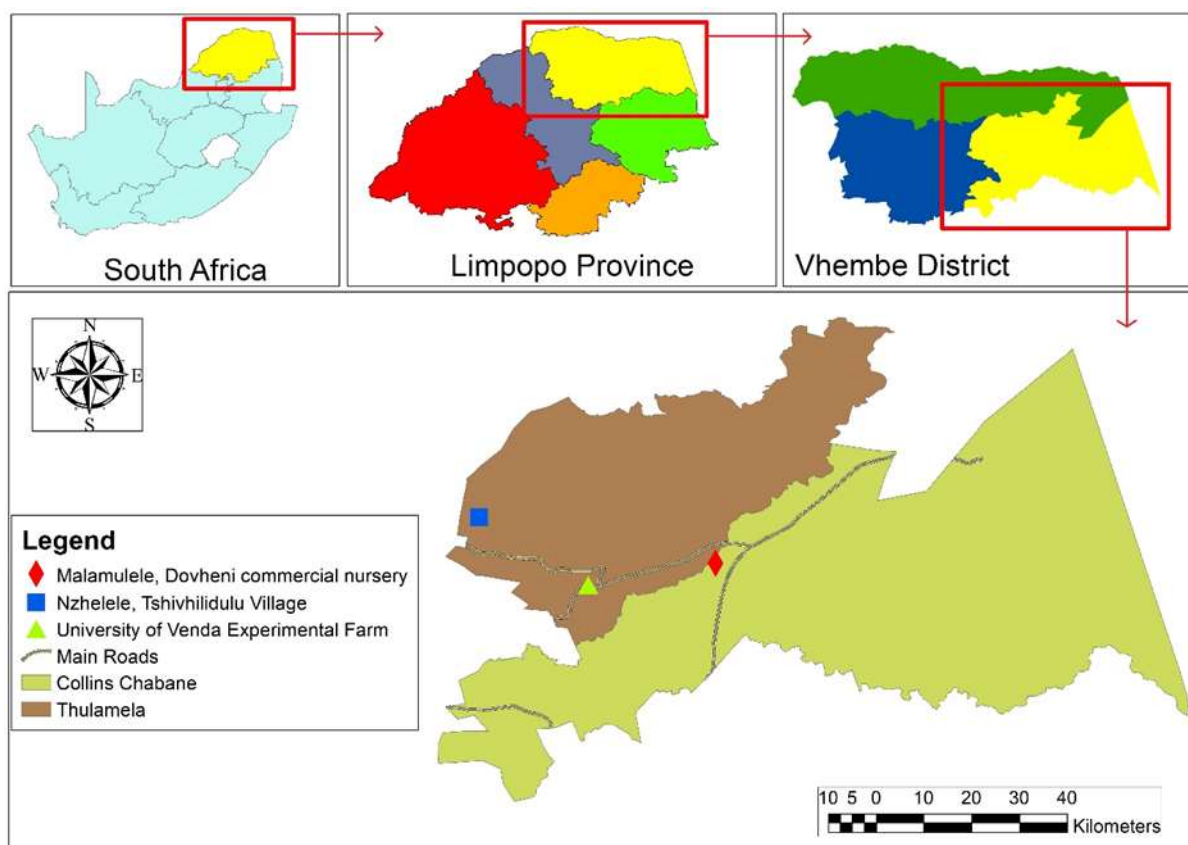 South Africa
Limpopo Province
Vhembe District
N
W E
S
Legend
Malamulele, Dovheni commercial nursery
Nzhelele, Tshivhilidulu Village
University of Venda Experimental Farm
Main Roads
Collins Chabane
Thulamela
10 5 0 10 20 30 40
Kilometers